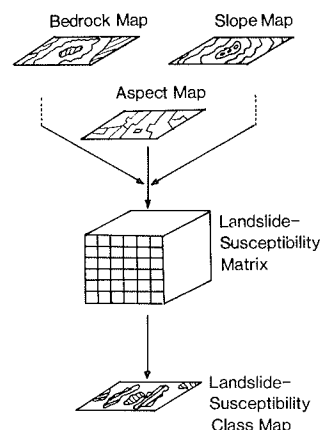 Bedrock Map
Slope Map
Aspect Map
Landslide-
Susceptibility
Matrix
Landslide-
Susceptibility
Class Map